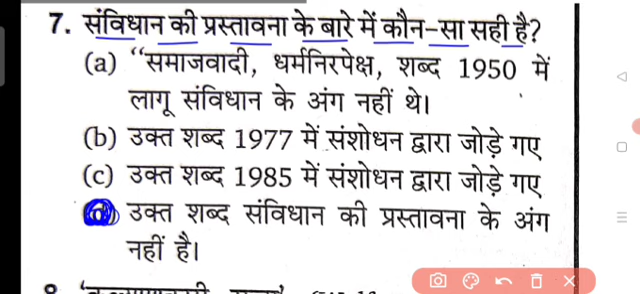 7. संविधान की प्रस्तावना के बारे में कौन-सा सही है?
(a) “समाजवादी, धर्मनिरपेक्ष, शब्द 1950 में
लागू संविधान के अंग नहीं थे।
(b) उक्त शब्द 1977 में संशोधन द्वारा जोड़े गए
(c) उक्त शब्द 1985 में संशोधन द्वारा जोड़े गए
(d) उक्त शब्द संविधान की प्रस्तावना के अंग
नहीं है।